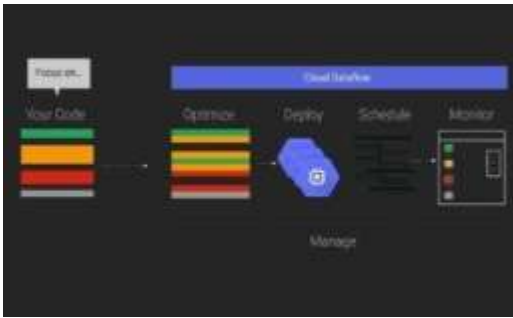 Focus on...
Cloud Dataflow
Your Code
Optimize
Deploy
Schedule
Monitor
Manage